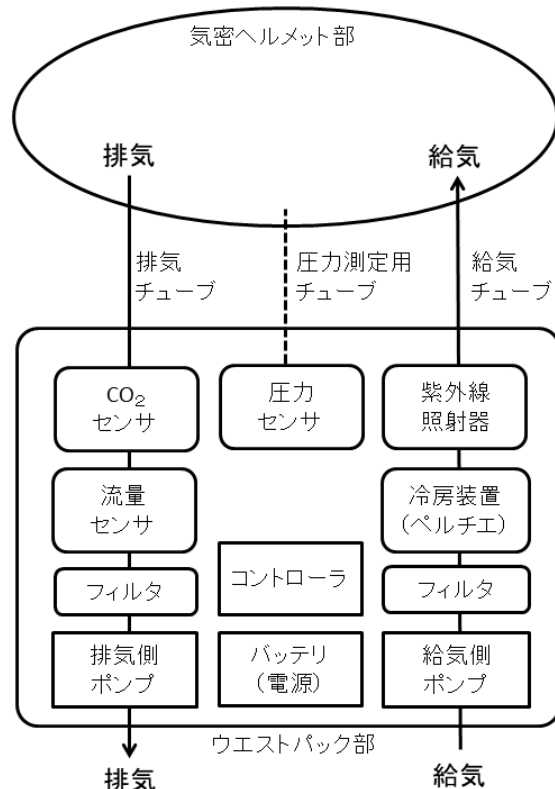 気密ヘルメット部
排気
給気
排気
チューブ
圧力測定用
チューブ
給気
チューブ
CO₂
センサ
圧力
センサ
紫外線
照射器
流量
センサ
冷房装置
(ペルチエ)
フィルタ
コントローラ
フィルタ
排気側
ポンプ
バッテリ
(電源)
給気側
ポンプ
ウエストパック部
排気
給気